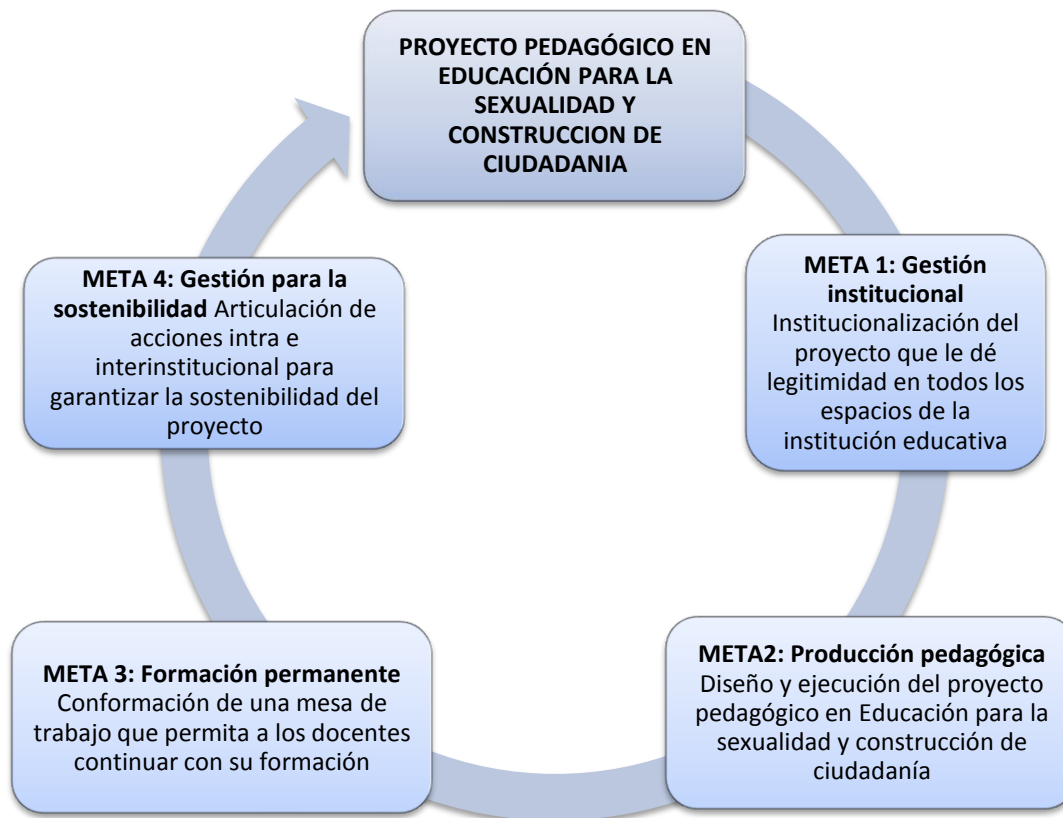 PROYECTO PEDAGÓGICO EN
EDUCACIÓN PARA LA
SEXUALIDAD Y
CONSTRUCCION DE
CIUDADANIA
META 1: Gestión
institucional
Institucionalización del
proyecto que le dé
legitimidad en todos los
espacios de la
institución educativa
META2: Producción pedagógica
Diseño y ejecución del proyecto
pedagógico en Educación para la
sexualidad y construcción de
ciudadanía
META 3: Formación permanente
Conformación de una mesa de
trabajo que permita a los docentes
continuar con su formación
META 4: Gestión para la
sostenibilidad Articulación de
acciones intra e
interinstitucional para
garantizar la sostenibilidad del
proyecto